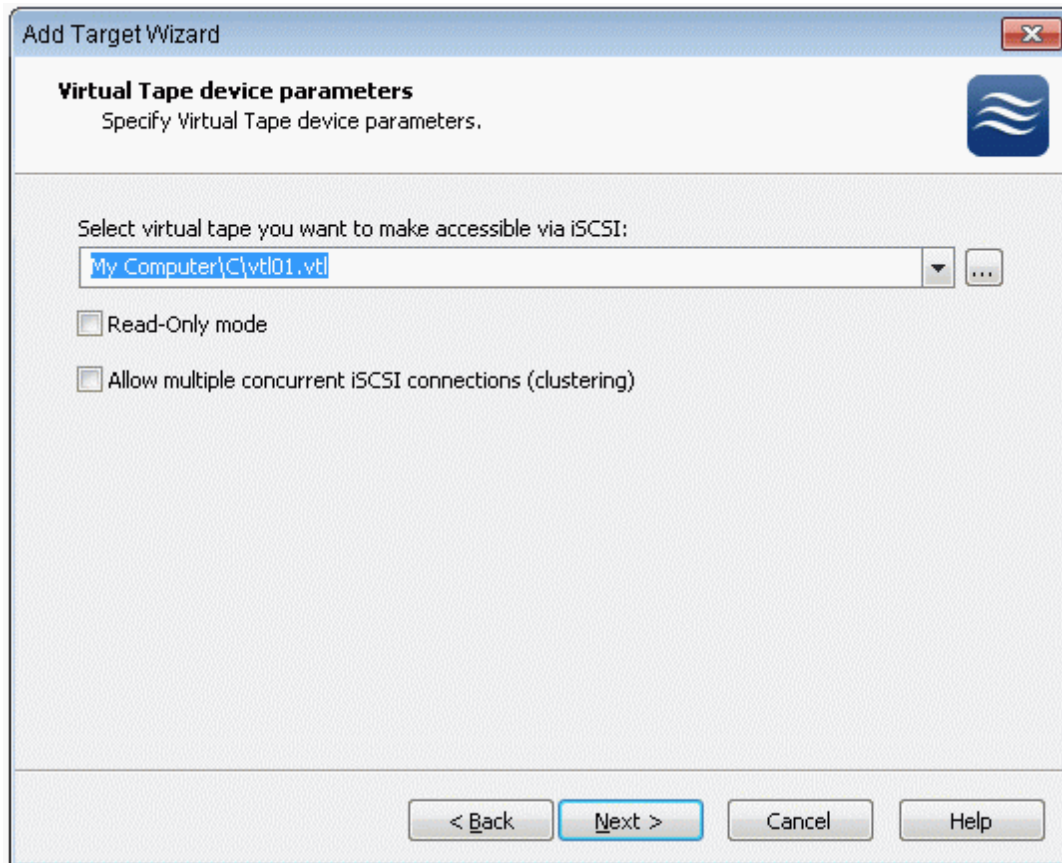 Add Target Wizard
Virtual Tape device parameters
Specify Virtual Tape device parameters.
Select virtual tape you want to make accessible via iSCSI:
My Computer\C\vtl01.vtl
...
Read-Only mode
Allow multiple concurrent iSCSI connections (clustering)
< Back Next > Cancel Help